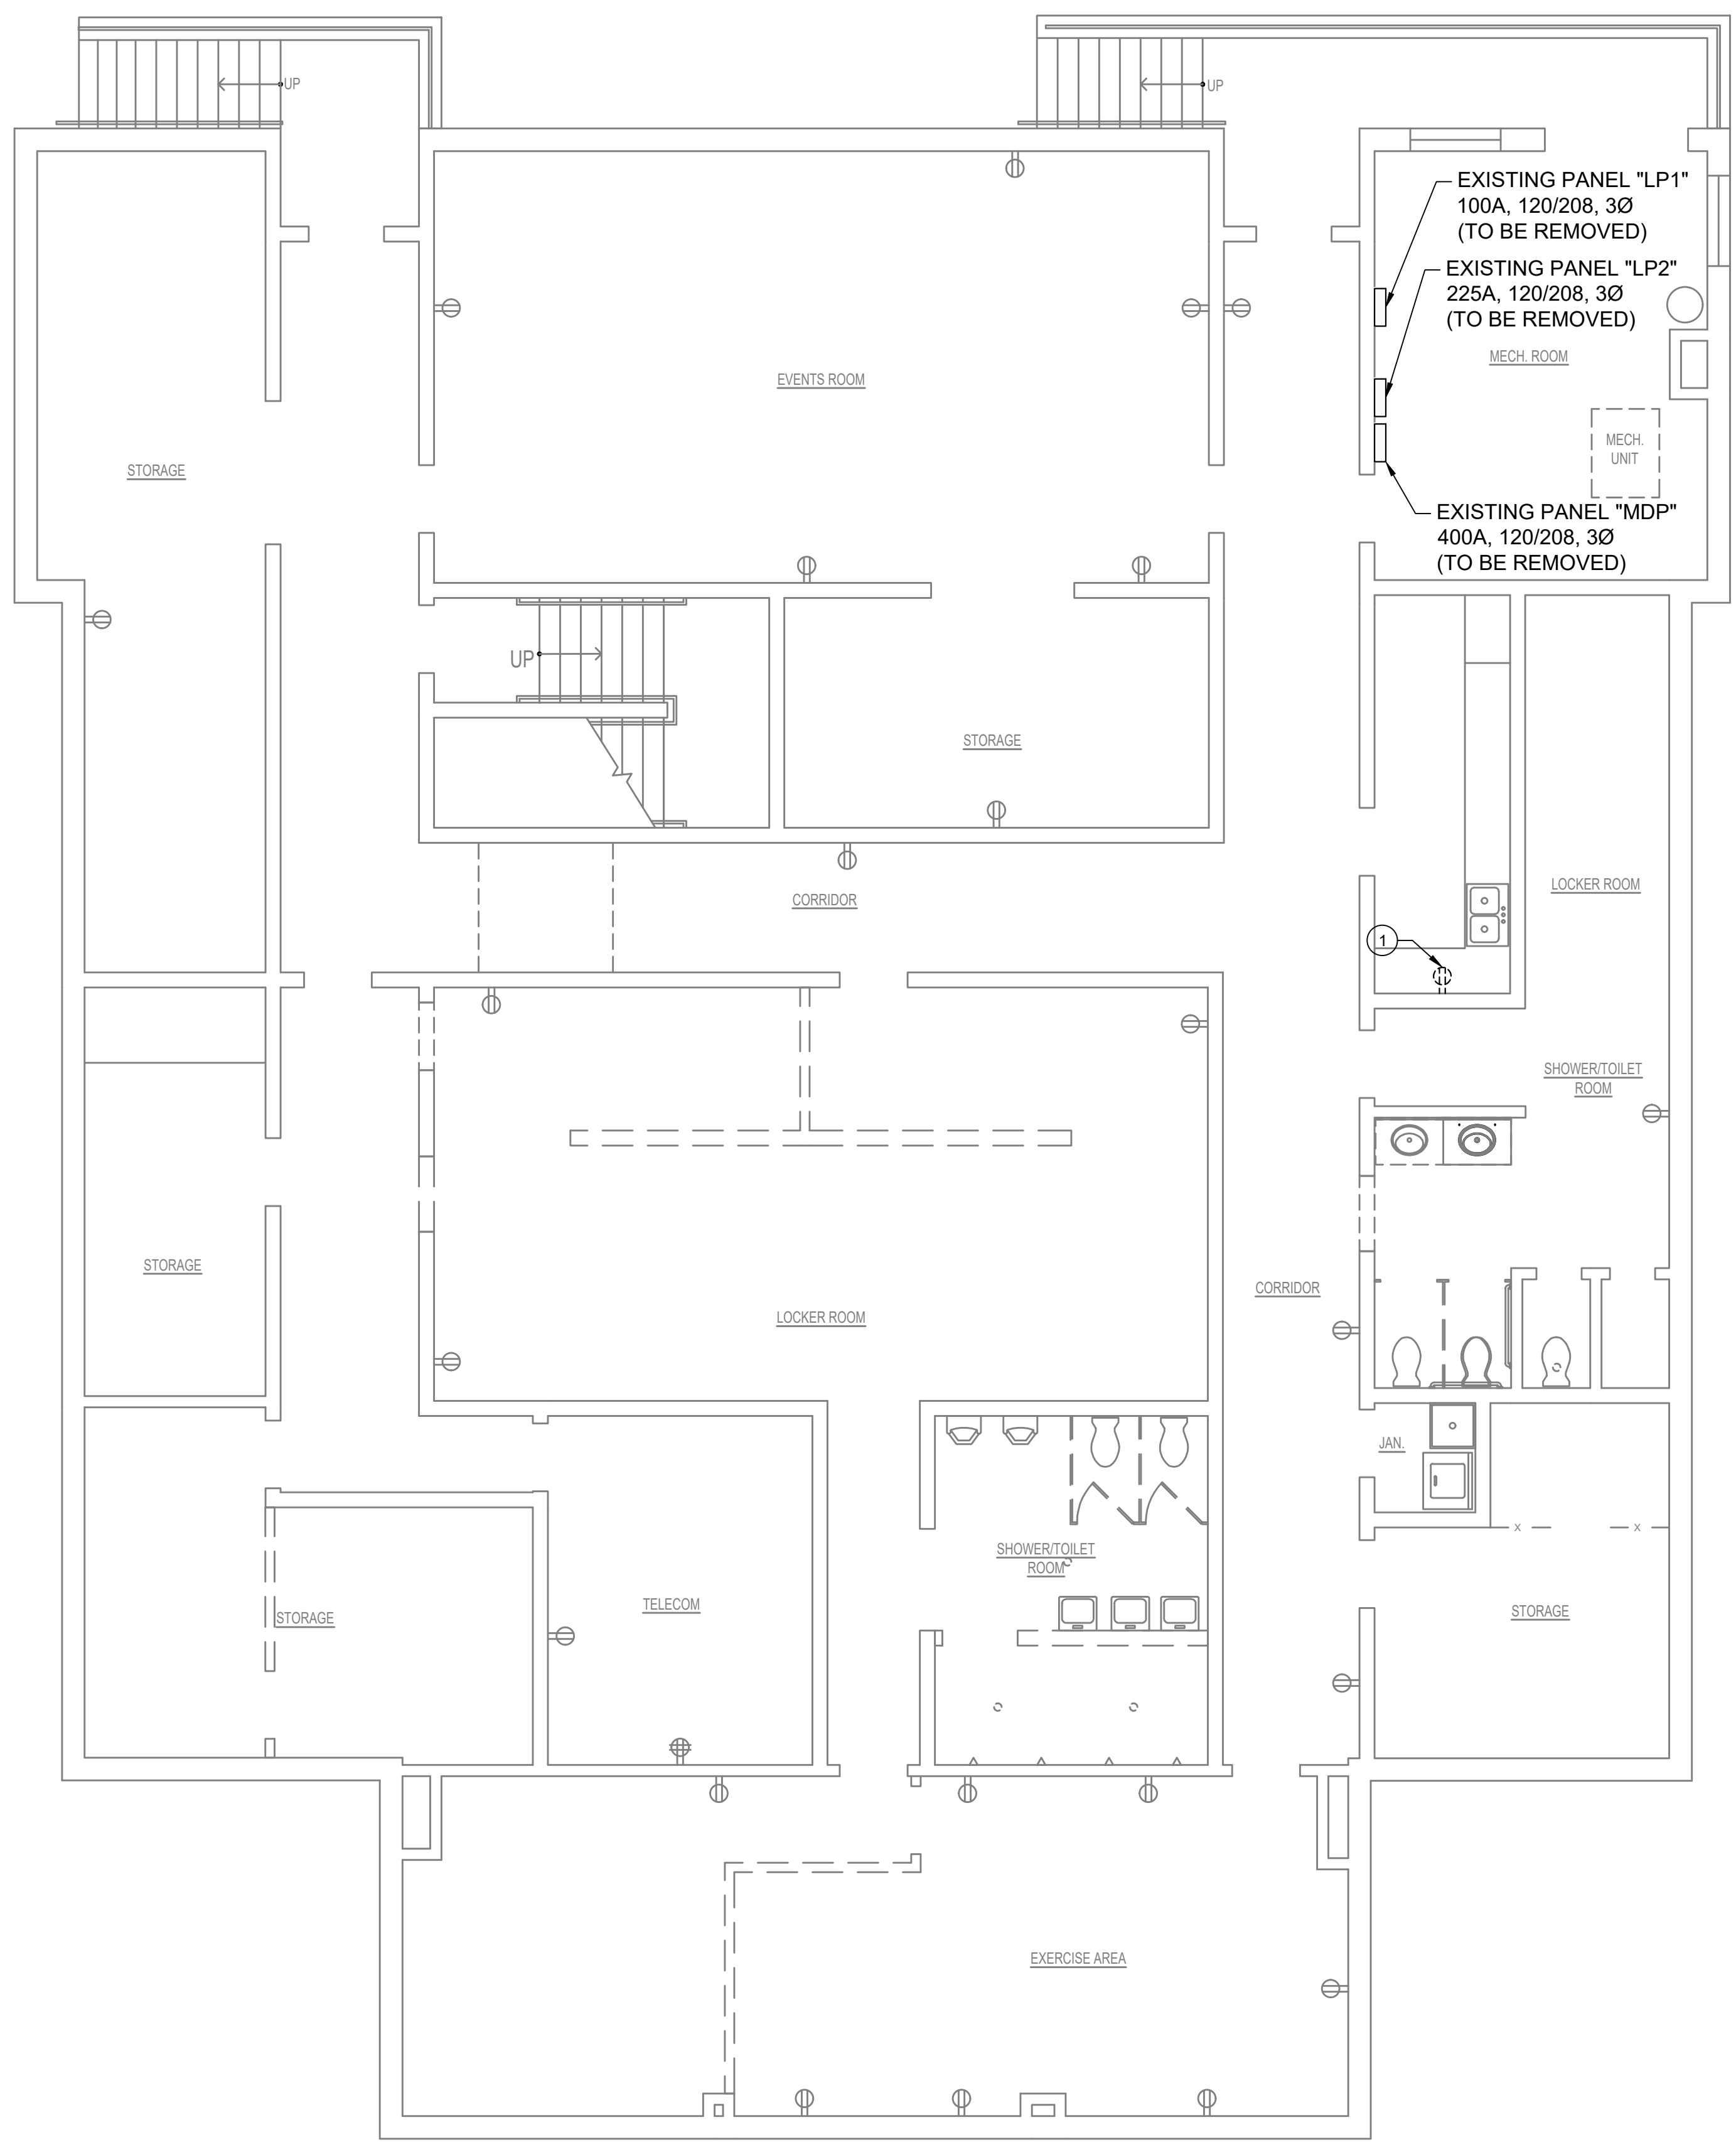 UP
UP
EXISTING PANEL "LP1"
100A, 120/208, 3Ø
(TO BE REMOVED)
EXISTING PANEL "LP2"
225A, 120/208, 3Ø
(TO BE REMOVED)
MECH. ROOM
EVENTS ROOM
MECH.
UNIT
STORAGE
EXISTING PANEL "MDP"
400A, 120/208, 3Ø
(TO BE REMOVED)
UP
STORAGE
LOCKER ROOM
CORRIDOR
1
SHOWER/TOILET
ROOM
STORAGE
CORRIDOR
LOCKER ROOM
JAN.
X
X
SHOWER/TOILET
ROOM
TELECOM
STORAGE
STORAGE
EXERCISE AREA